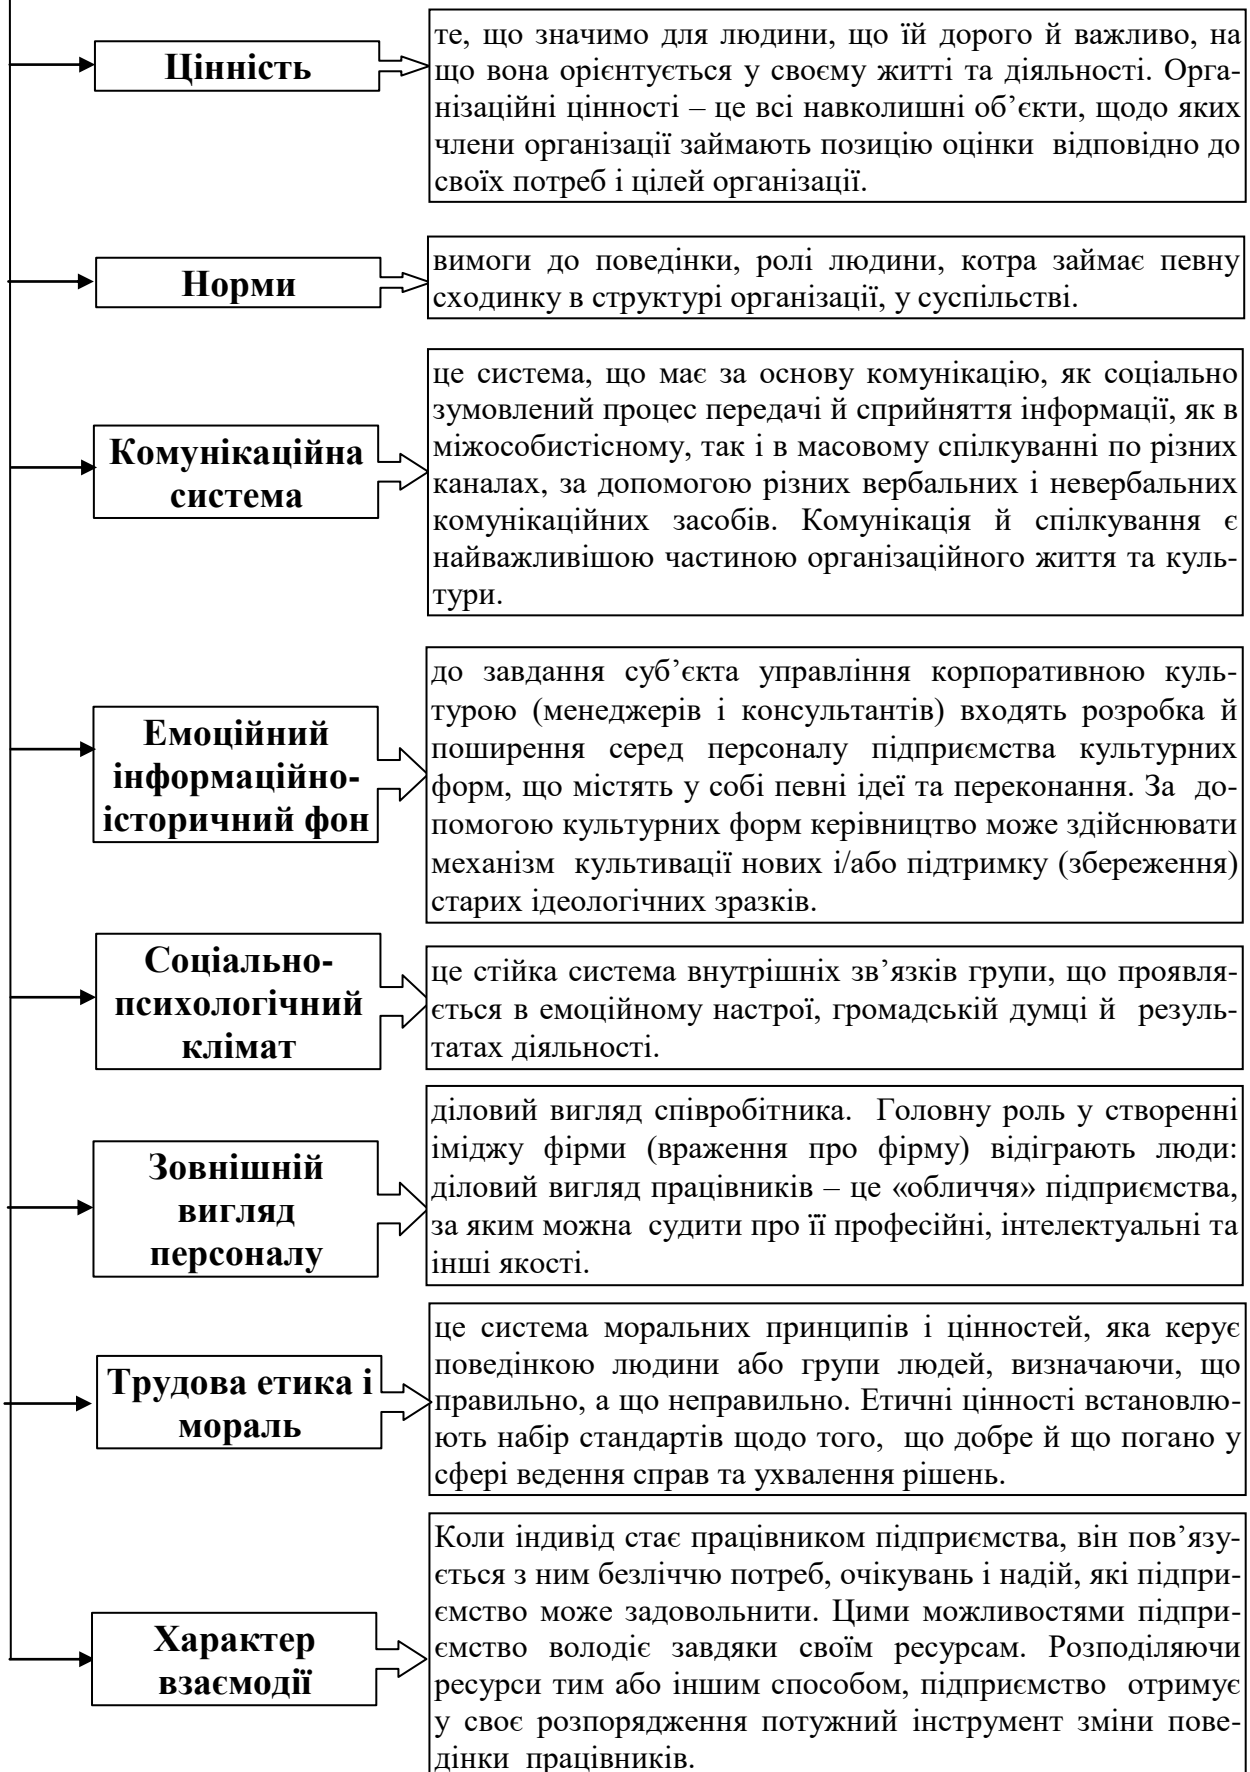 Цінність
те, що значимо для людини, що їй дорого й важливо, на
що вона орієнтується у своєму житті та діяльності. Орга-
нізаційні цінності – це всі навколишні об’єкти, щодо яких
члени організації займають позицію оцінки відповідно до
своїх потреб і цілей організації.
Норми
вимоги до поведінки, ролі людини, котра займає певну
сходинку в структурі організації, у суспільстві.
Комунікаційна
система
це система, що має за основу комунікацію, як соціально
зумовлений процес передачі й сприйняття інформації, як в
міжособистісному, так і в масовому спілкуванні по різних
каналах, за допомогою різних вербальних і невербальних
комунікаційних засобів. Комунікація й спілкування є
найважливішою частиною організаційного життя та куль-
тури.
Емоційний
інформаційно-
історичний фон
до завдання суб’єкта управління корпоративною куль-
турою (менеджерів і консультантів) входять розробка й
поширення серед персоналу підприємства культурних
форм, що містять у собі певні ідеї та переконання. За до-
помогою культурних форм керівництво може здійснювати
механізм культивації нових і/або підтримку (збереження)
старих ідеологічних зразків.
Соціально-
психологічний
клімат
це стійка система внутрішніх зв’язків групи, що проявля-
ється в емоційному настрої, громадській думці й резуль-
татах діяльності.
Зовнішній
вигляд
персоналу
діловий вигляд співробітника. Головну роль у створенні
іміджу фірми (враження про фірму) відіграють люди:
діловий вигляд працівників – це «обличчя» підприємства,
за яким можна судити про її професійні, інтелектуальні та
інші якості.
Трудова етика і
мораль
це система моральних принципів і цінностей, яка керує
поведінкою людини або групи людей, визначаючи, що
правильно, а що неправильно. Етичні цінності встановлю-
ють набір стандартів щодо того, що добре й що погано у
сфері ведення справ та ухвалення рішень.
Характер
взаємодії
Коли індивід стає працівником підприємства, він пов’язу-
ється з ним безліччю потреб, очікувань і надій, які підпри-
ємство може задовольнити. Цими можливостями підпри-
ємство володіє завдяки своїм ресурсам. Розподіляючи
ресурси тим або іншим способом, підприємство отримує
у своє розпорядження потужний інструмент зміни пове-
дінки працівників.